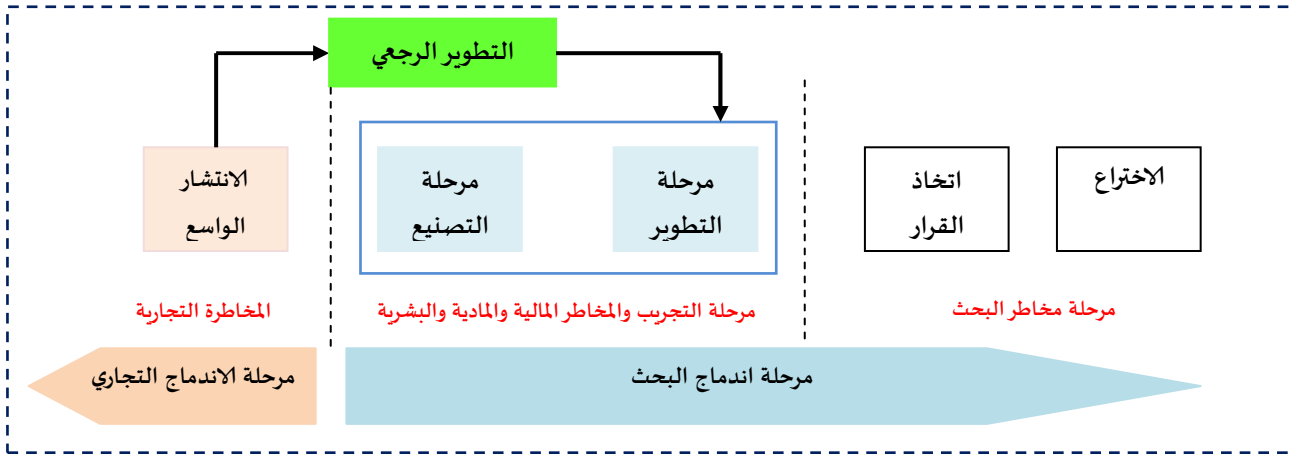 التطوير الرجعي
الاختراع
اتخاذ
القرار
مرحلة
التطوير
مرحلة
التصنيع
الانتشار
الواسع
مرحلة مخاطر البحث
مرحلة التجريب والمخاطر المالية والمادية والبشرية
المخاطرة التجارية
مرحلة اندماج البحث
مرحلة الاندماج التجاري